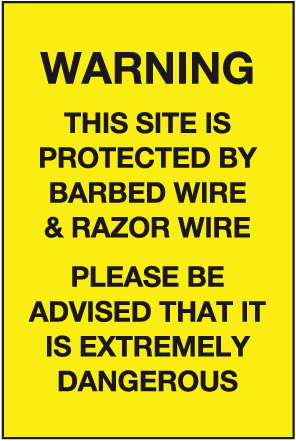 WARNING
THIS SITE IS
PROTECTED BY
BARBED WIRE
& RAZOR WIRE
PLEASE BE
ADVISED THAT IT
IS EXTREMELY
DANGEROUS